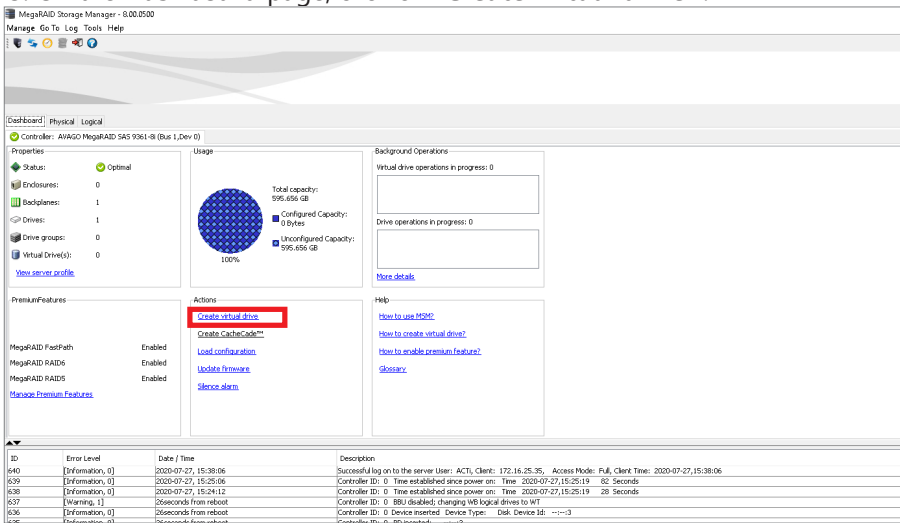 MegaRAID Storage Manager - 8.00.0500
Manage Go To Log Tools Help
Dashboard Physical Logical
Controller: AVAGO MegaRAID SAS 9361-8i (Bus 1,Dev 0)
Properties
Status: Optimal
Enclosures: 0
Backplanes: 1
Drives: 1
Drive groups: 0
Virtual Drive(s): 0
View server profile
Usage
100%
Total capacity:
595.656 GB
Configured Capacity:
0 Bytes
Unconfigured Capacity:
595.656 GB
Background Operations
Virtual drive operations in progress: 0
Drive operations in progress: 0
More details
PremiumFeatures
MegaRAID FastPath Enabled
MegaRAID RAID6 Enabled
MegaRAID RAID5 Enabled
Manage Premium Features
Actions
Create virtual drive
Create CacheCade™
Load configuration
Update firmware
Silence alarm
Help
How to use MSM?
How to create virtual drive?
How to enable premium feature?
Glossary
ID Error Level Date / Time Description
640 [Information, 0] 2020-07-27, 15:38:06 Successful log on to the server User: ACTi, Client: 172.16.25.35, Access Mode: Full, Client Time: 2020-07-27,15:38:06
639 [Information, 0] 2020-07-27, 15:25:06 Controller ID: 0 Time established since power on: Time 2020-07-27,15:25:19 82 Seconds
638 [Information, 0] 2020-07-27, 15:24:12 Controller ID: 0 Time established since power on: Time 2020-07-27,15:25:19 28 Seconds
637 [Warning, 1] 26seconds from reboot Controller ID: 0 BBU disabled; changing WB logical drives to WT
636 [Information, 0] 26seconds from reboot Controller ID: 0 Device inserted Device Type: Disk Device Id: --:--:3